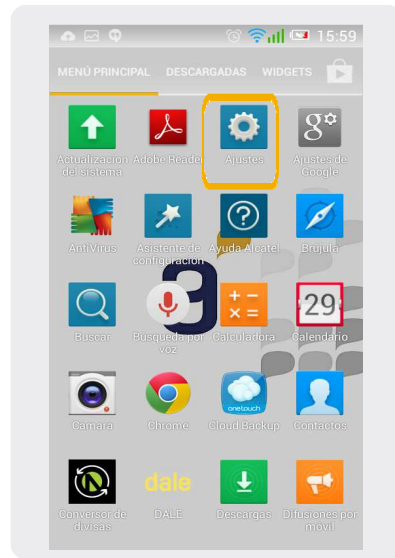 15:59
MENÚ PRINCIPAL DESCARGADAS WIDGETS
g
Actualización Adobe Reader Ajustes Ajustes de
del sistema Google
AntiVirus Asistente de Ayuda Alcatel Brújula
configuración
29
Buscar Búsqueda por Calculadora Calendario
voz
onetouch
Cámara Chrome Cloud Backup Contactos
dale
Conversor de DALE Descargas Difusiones por
divisas móvil